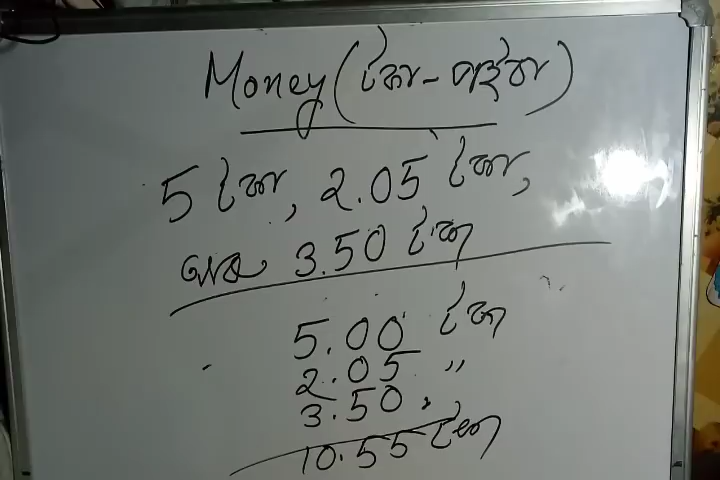 Money (টকা-পইচা)
5 টকা, 2.05 টকা,
আৰু 3.50 টকা
5.00 টকা
2.05 "
3.50 "
10.55 টকা